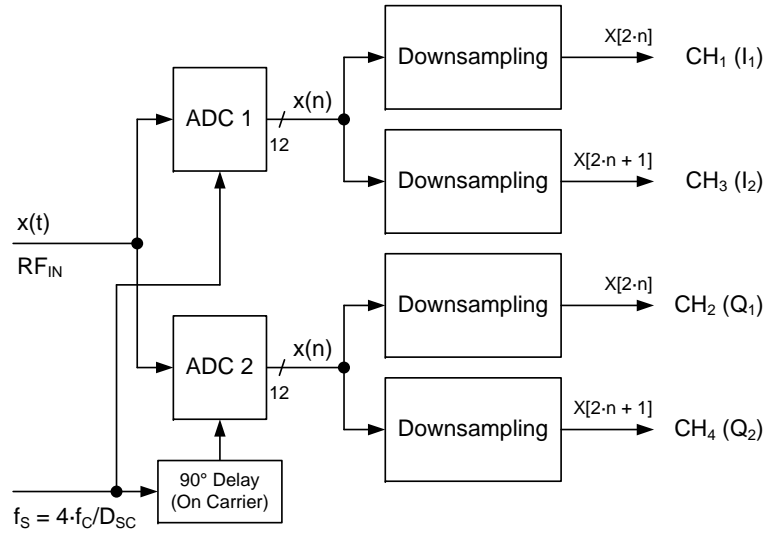 Downsampling
X[2·n]
CH₁ (I₁)
ADC 1
x(n)
12
Downsampling
X[2·n + 1]
CH₃ (I₂)
x(t)
RF_IN
Downsampling
X[2·n]
CH₂ (Q₁)
ADC 2
x(n)
12
Downsampling
X[2·n + 1]
CH₄ (Q₂)
90° Delay
(On Carrier)
f_S = 4·f_C/D_SC